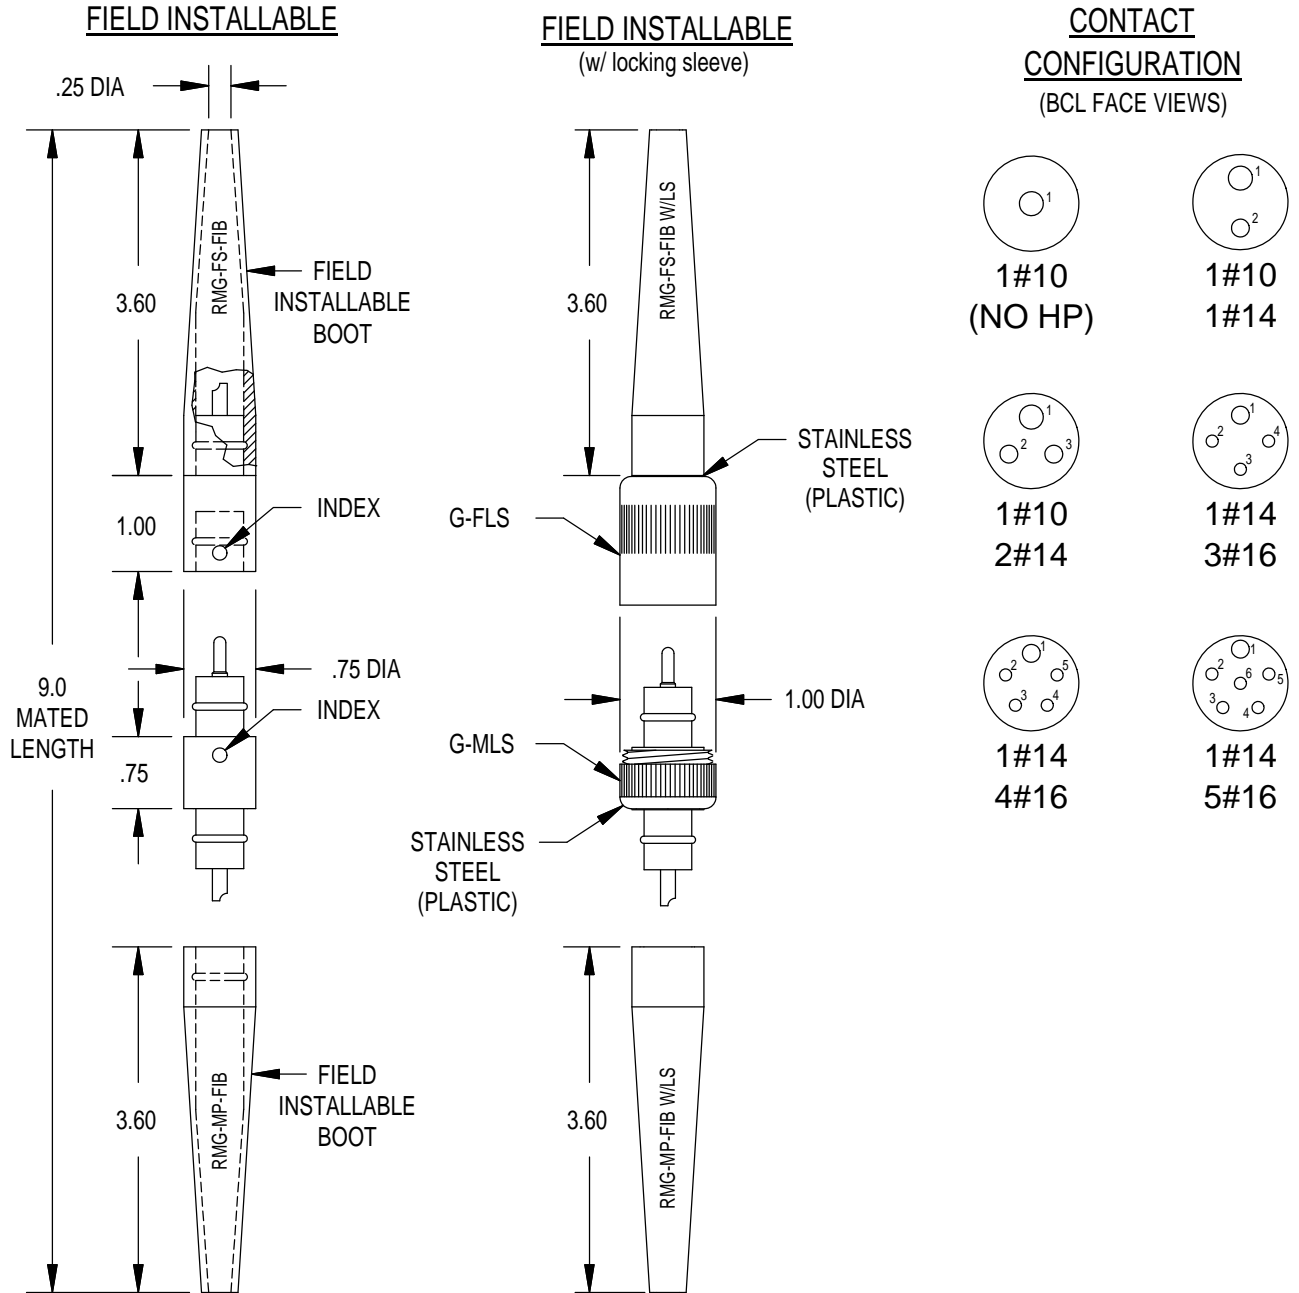 FIELD INSTALLABLE
.25 DIA
3.60
RMG-FS-FIB
FIELD
INSTALLABLE
BOOT
1.00
INDEX
9.0
MATED
LENGTH
.75 DIA
INDEX
.75
3.60
RMG-MP-FIB
FIELD
INSTALLABLE
BOOT
FIELD INSTALLABLE
(w/ locking sleeve)
3.60
RMG-FS-FIB W/LS
STAINLESS
STEEL
(PLASTIC)
G-FLS
1.00 DIA
G-MLS
STAINLESS
STEEL
(PLASTIC)
3.60
RMG-MP-FIB W/LS
CONTACT
CONFIGURATION
(BCL FACE VIEWS)
1
1#10
(NO HP)
1
2
1#10
1#14
1
2 3
1#10
2#14
1
2 4
3
1#14
3#16
1
2 5
3 4
1#14
4#16
1
2 6 5
3 4
1#14
5#16